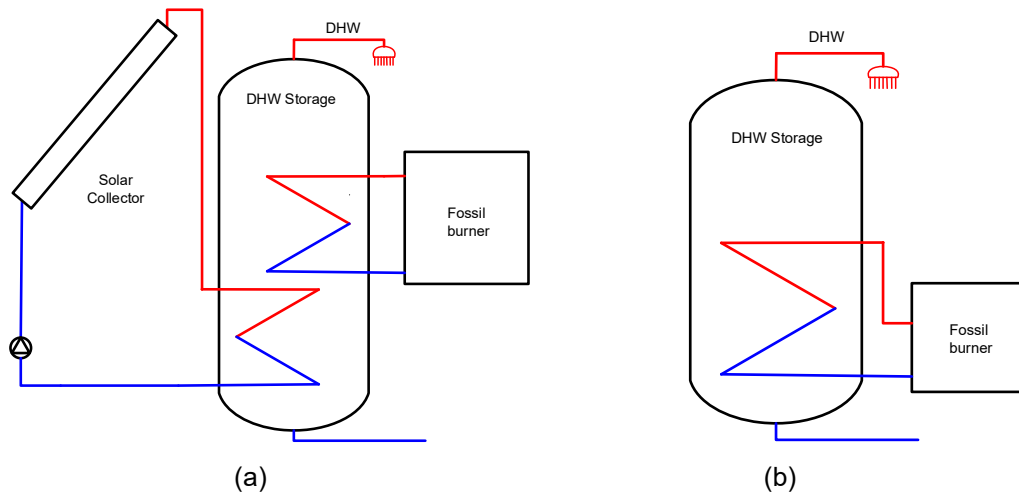 DHW
DHW Storage
Solar
Collector
Fossil
burner
(a)
DHW
DHW Storage
Fossil
burner
(b)